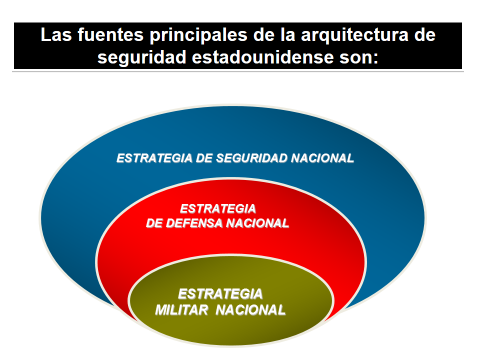 Las fuentes principales de la arquitectura de
seguridad estadounidense son:
ESTRATEGIA DE SEGURIDAD NACIONAL
ESTRATEGIA
DE DEFENSA NACIONAL
ESTRATEGIA
MILITAR NACIONAL